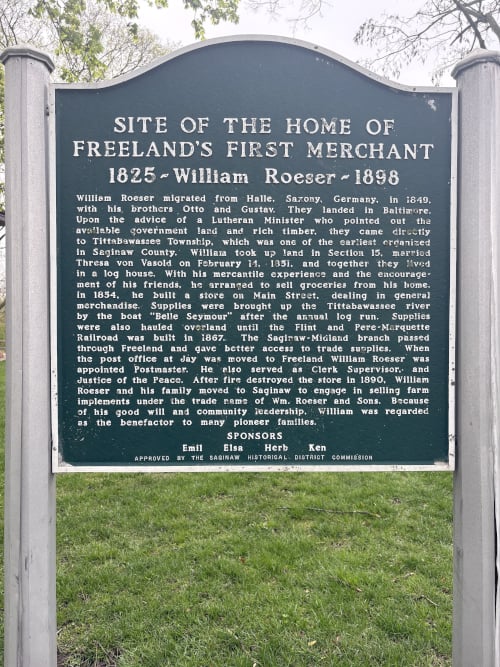 SITE OF THE HOME OF
FREELAND'S FIRST MERCHANT
1825 ~ William Roeser ~ 1898
William Roeser migrated from Halle, Saxony, Germany, in 1849,
with his brothers, Otto and Gustav. They landed in Baltimore.
Upon the advice of a Lutheran Minister who pointed out the
available government land and rich timber, they came directly
to Tittabawassee Township, which was one of the earliest organized
in Saginaw County. William took up land in Section 15, married
Thresa von Vasold on February 14, 1851, and together they lived
in a log house. With his mercantile experience and the encourage-
ment of his friends, he arranged to sell groceries from his home.
In 1854, he built a store on Main Street, dealing in general
merchandise. Supplies were brought up the Tittabawassee river
by the boat "Belle Seymour" after the annual log run. Supplies
were also hauled overland until the Flint and Pere-Marquette
Railroad was built in 1867. The Saginaw-Midland branch passed
through Freeland and gave better access to trade supplies. When
the post office at Jay was moved to Freeland William Roeser was
appointed Postmaster. He also served as Clerk Supervisor, and
Justice of the Peace. After fire destroyed the store in 1890, William
Roeser and his family moved to Saginaw to engage in selling farm
implements under the trade name of Wm. Roeser and Sons. Because
of his good will and community leadership, William was regarded
as the benefactor to many pioneer families.
SPONSORS
Emil Elsa Herb Ken
APPROVED BY THE SAGINAW HISTORICAL DISTRICT COMMISSION